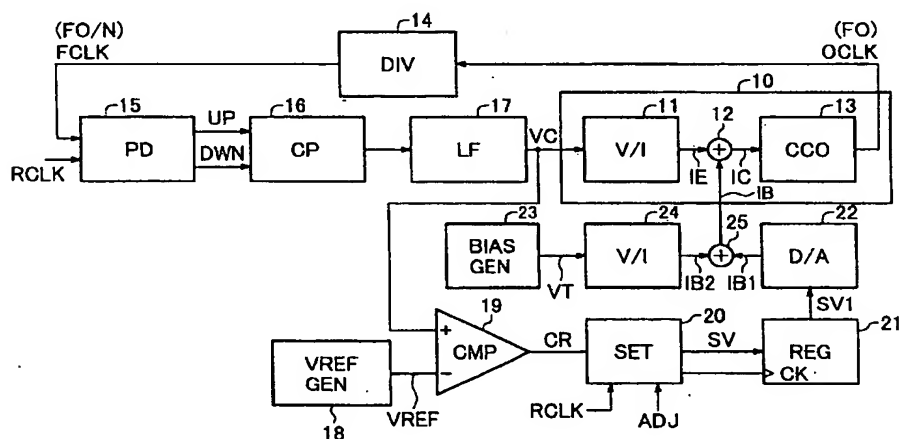 (FO/N)
FCLK
14
DIV
(FO)
OCLK
10
15
PD
UP
DWN
RCLK
16
CP
17
LF
VC
11
V/I
IE
12
+
IC
13
CCO
IB
23
BIAS
GEN
VT
24
V/I
IB2
25
+
IB1
22
D/A
SV1
18
VREF
GEN
VREF
19
+
CMP
−
CR
20
SET
RCLK
ADJ
SV
21
REG
CK